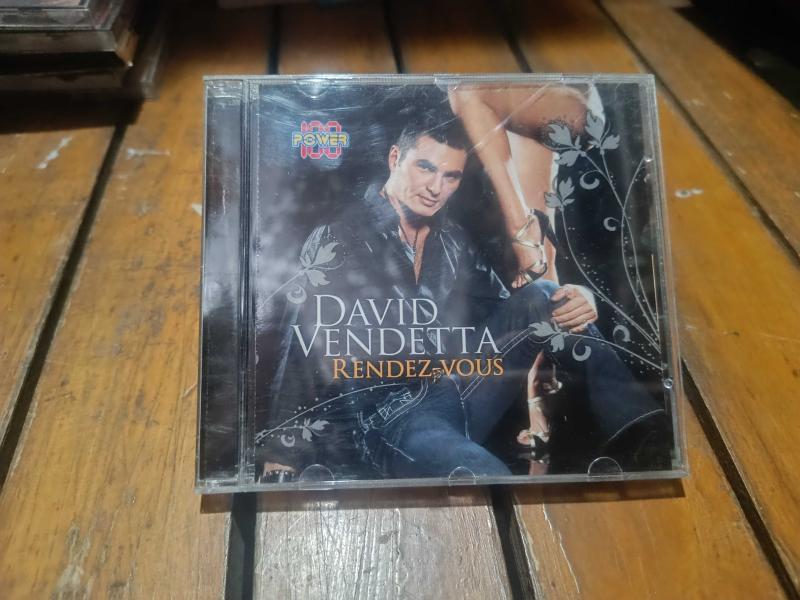 100
POWER
DAVID
VENDETTA
RENDEZ-VOUS